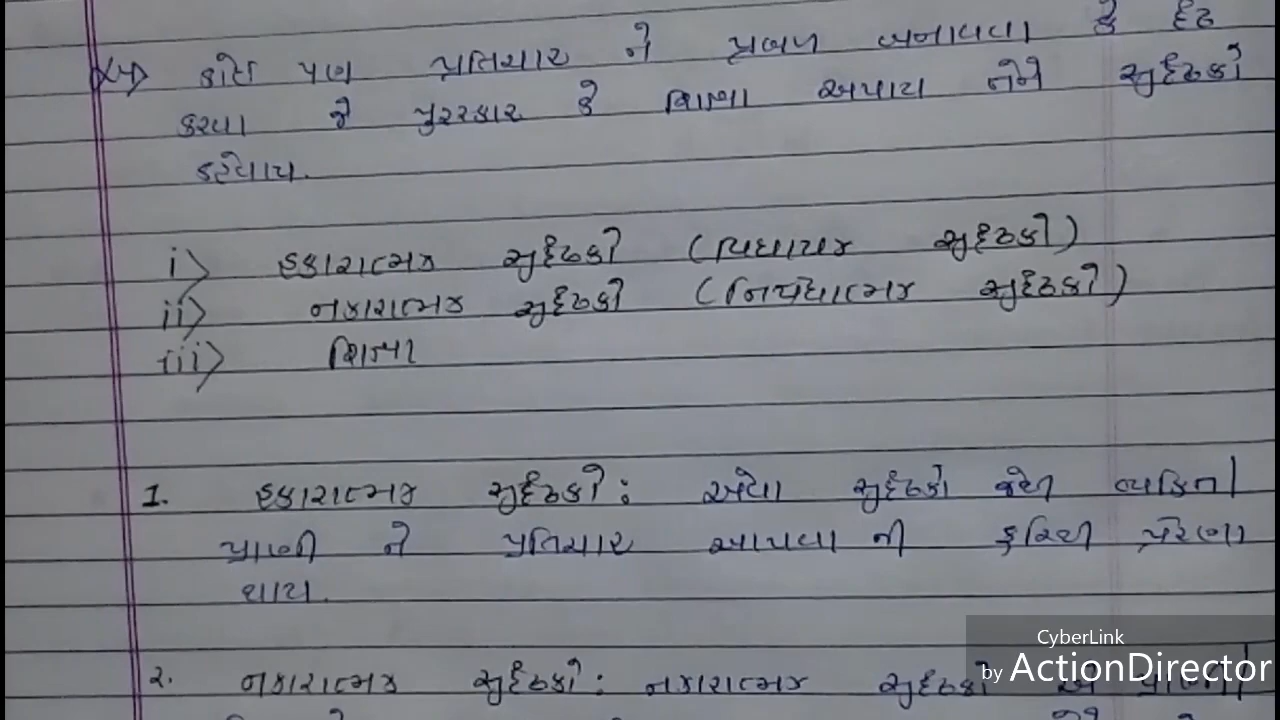 કોઈ પણ પ્રતિચાર ને પ્રબળ બનાવવા કે દૃઢ
કરવા જે પુરસ્કાર કે શિક્ષા અપાય તેને સુદૃઢકો
કહેવાય.
i> હકારાત્મક સુદૃઢકો (વિધાયક સુદૃઢકો)
ii> નકારાત્મક સુદૃઢકો (નિષેધાત્મક સુદૃઢકો)
iii> શિક્ષા
1. હકારાત્મક સુદૃઢકો : એવા સુદૃઢકો જેથી વ્યકિત/
પ્રાણી ને પ્રતિચાર આપવા ની ફરિથી પ્રેરણા
થાય.
૨. નકારાત્મક સુદૃઢકો : નકારાત્મક સુદૃઢકો એ
CyberLink
by ActionDirector